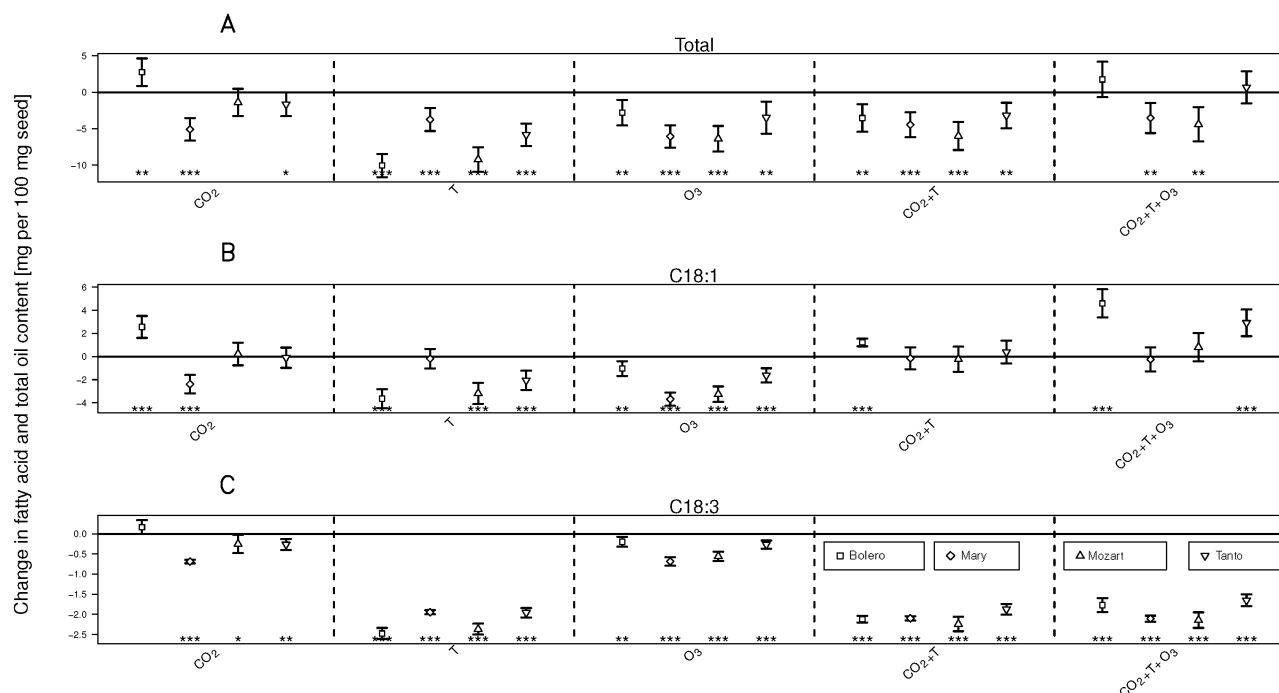 Change in fatty acid and total oil content [mg per 100 mg seed]
A
Total
5
0
−5
−10
** *** * *** *** *** *** ** *** *** ** ** *** *** ** ** **
CO2 T O3 CO2+T CO2+T+O3
B
C18:1
6
4
2
0
−2
−4
*** *** *** *** *** ** *** *** *** *** *** ***
CO2 T O3 CO2+T CO2+T+O3
C
C18:3
0.0
−0.5
−1.0
−1.5
−2.0
−2.5
Bolero Mary Mozart Tanto
*** * ** *** *** *** *** ** *** *** *** *** *** *** *** *** *** *** ***
CO2 T O3 CO2+T CO2+T+O3